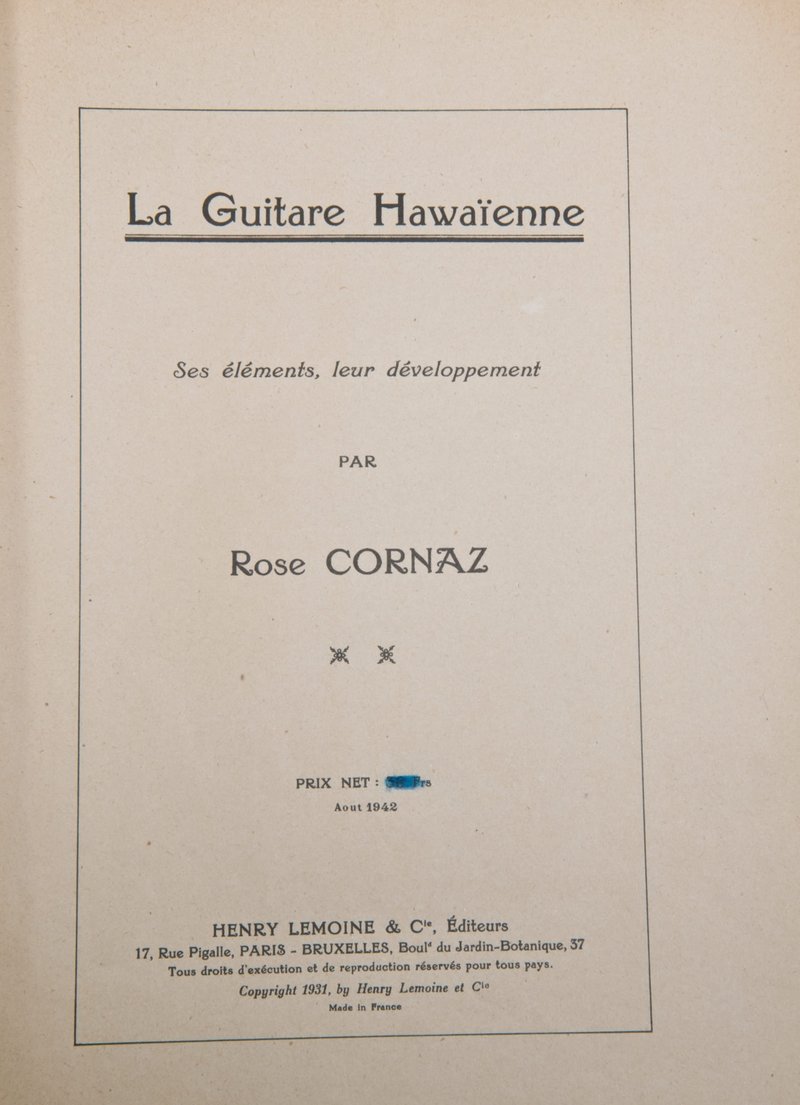 La Guitare Hawaïenne
Ses éléments, leur développement
PAR
Rose CORNAZ
PRIX NET : Frs
Aout 1942
HENRY LEMOINE & Cie, Éditeurs
17, Rue Pigalle, PARIS - BRUXELLES, Bould du Jardin-Botanique, 37
Tous droits d'exécution et de reproduction réservés pour tous pays.
Copyright 1931, by Henry Lemoine et Cie
Made in France